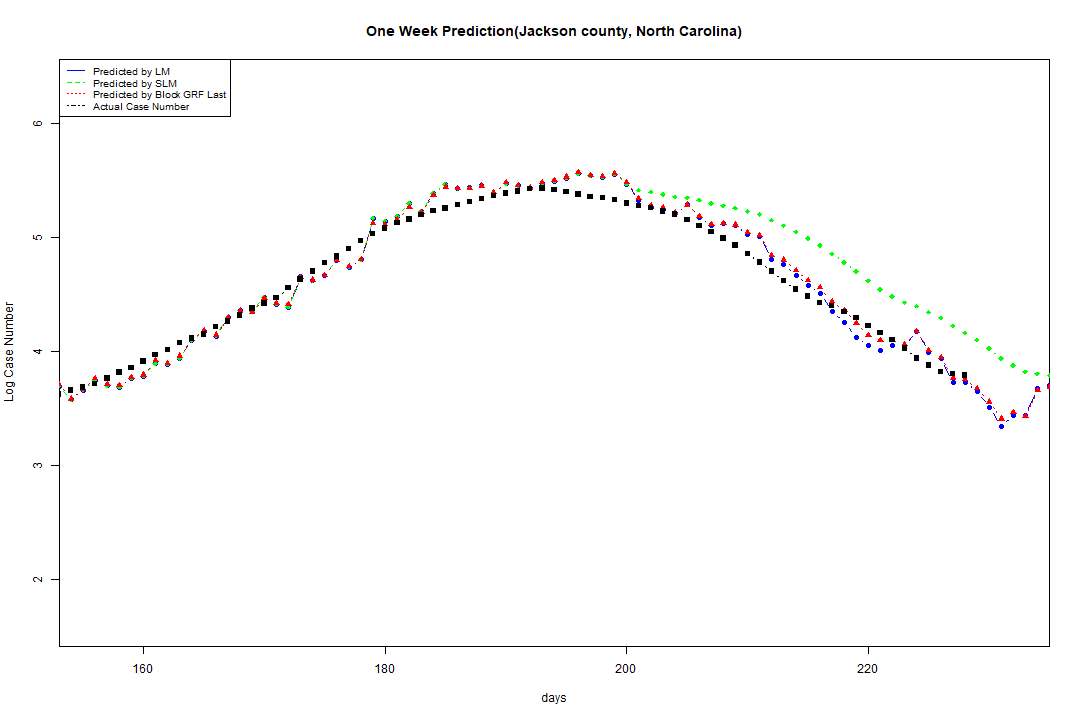 One Week Prediction(Jackson county, North Carolina)
Predicted by LM
Predicted by SLM
Predicted by Block GRF Last
Actual Case Number
6
5
4
3
2
Log Case Number
160
180
200
220
days